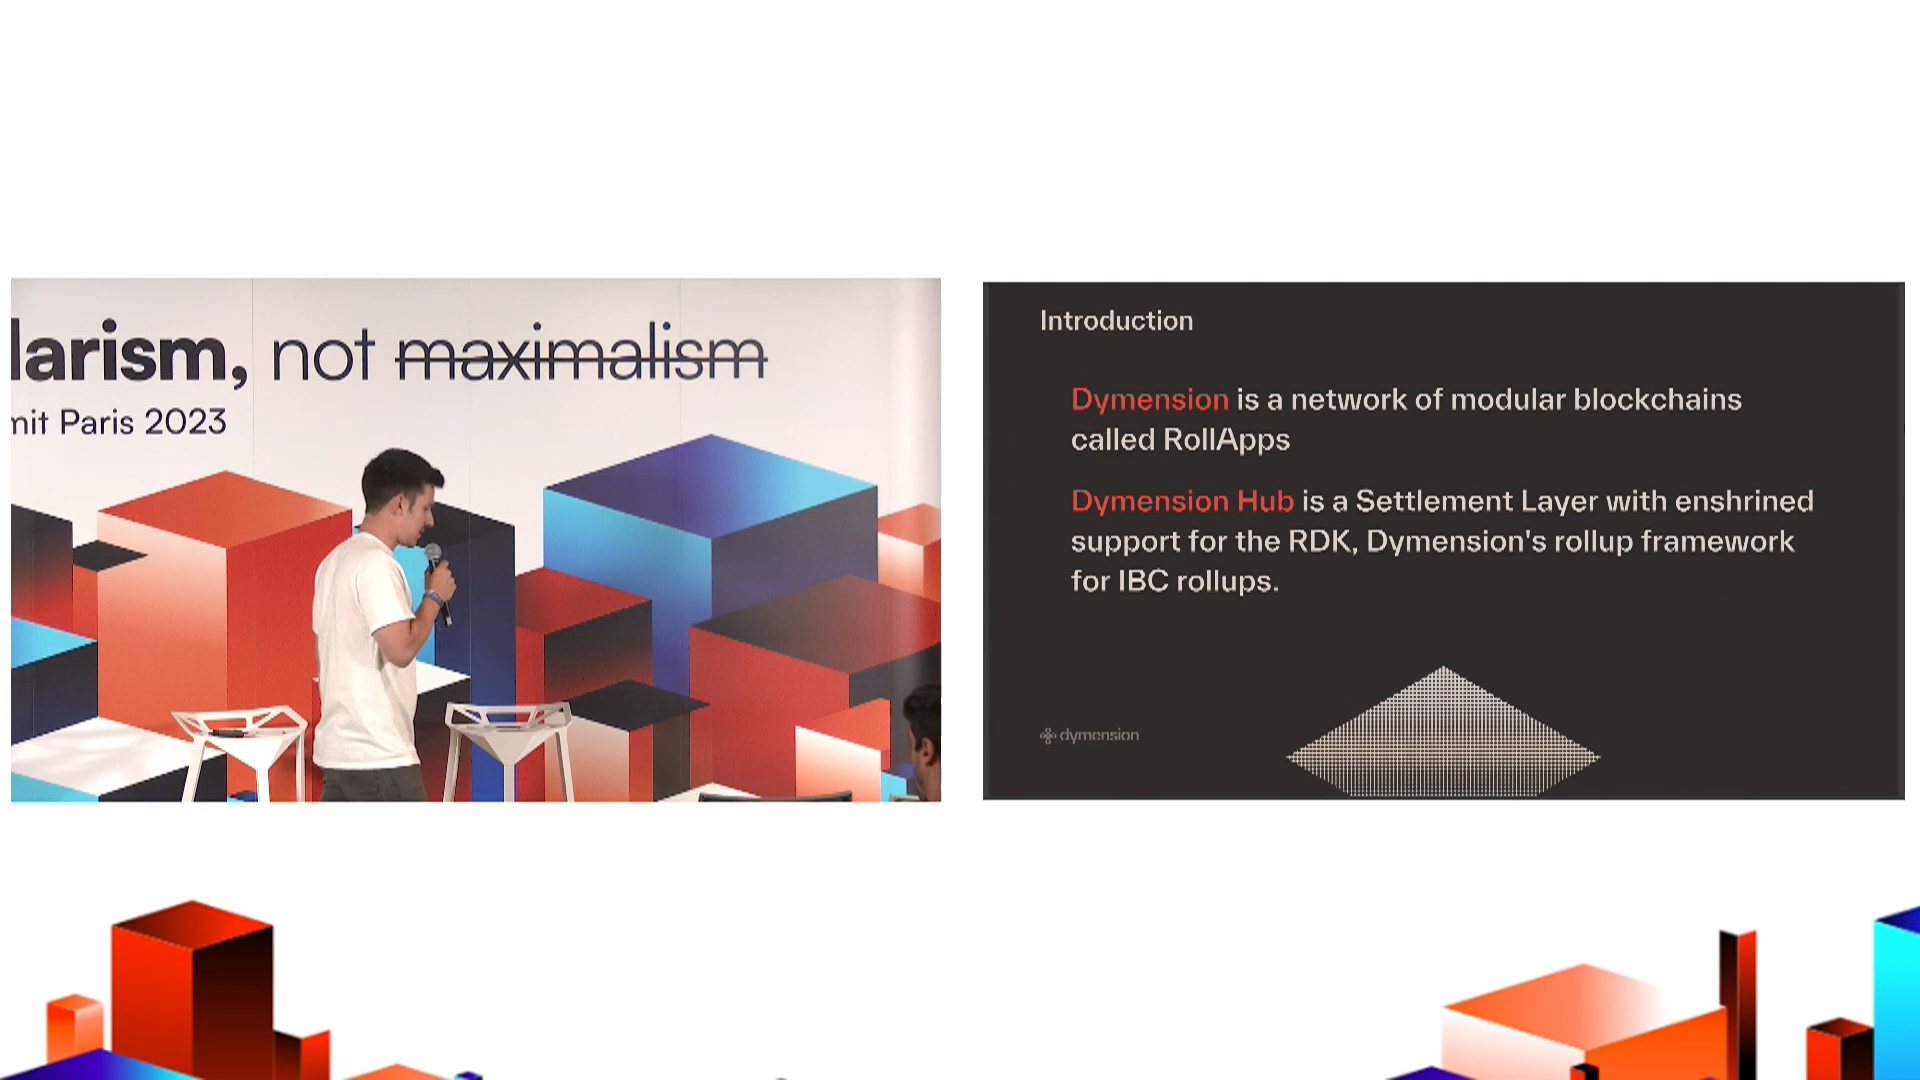 larism, not maximalism
mit Paris 2023
Introduction
Dymension is a network of modular blockchains
called RollApps
Dymension Hub is a Settlement Layer with enshrined
support for the RDK, Dymension's rollup framework
for IBC rollups.
dymension